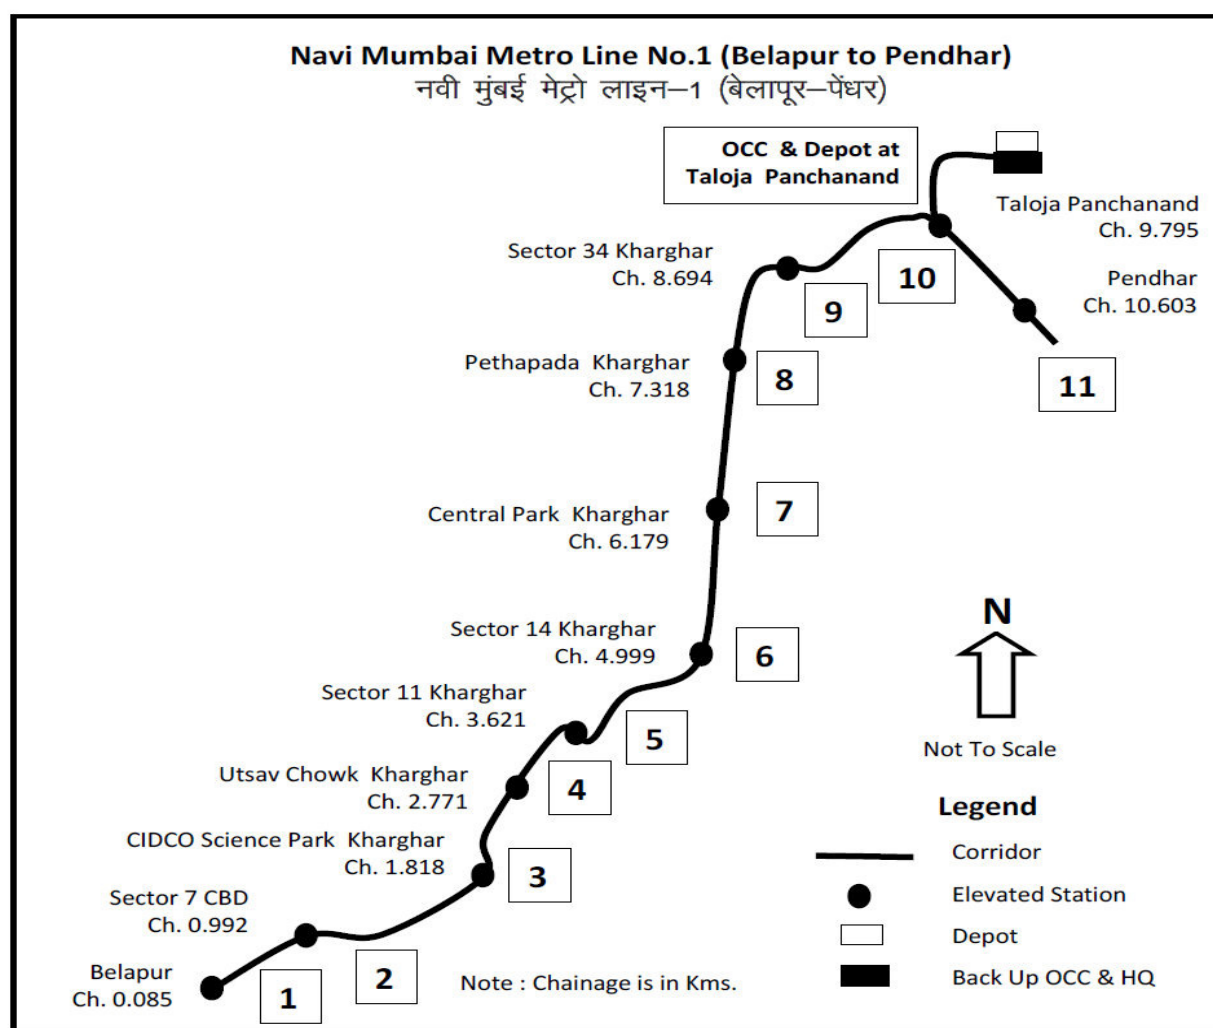 Navi Mumbai Metro Line No.1 (Belapur to Pendhar)
नवी मुंबई मेट्रो लाइन–1 (बेलापूर–पेंधर)
OCC & Depot at
Taloja Panchanand
Taloja Panchanand
Ch. 9.795
Sector 34 Kharghar
Ch. 8.694
10
Pendhar
Ch. 10.603
9
Pethapada Kharghar
Ch. 7.318
8
11
Central Park Kharghar
Ch. 6.179
7
N
Not To Scale
Sector 14 Kharghar
Ch. 4.999
6
Sector 11 Kharghar
Ch. 3.621
5
Utsav Chowk Kharghar
Ch. 2.771
4
CIDCO Science Park Kharghar
Ch. 1.818
3
Sector 7 CBD
Ch. 0.992
2
Belapur
Ch. 0.085
1
Note : Chainage is in Kms.
Legend
Corridor
Elevated Station
Depot
Back Up OCC & HQ